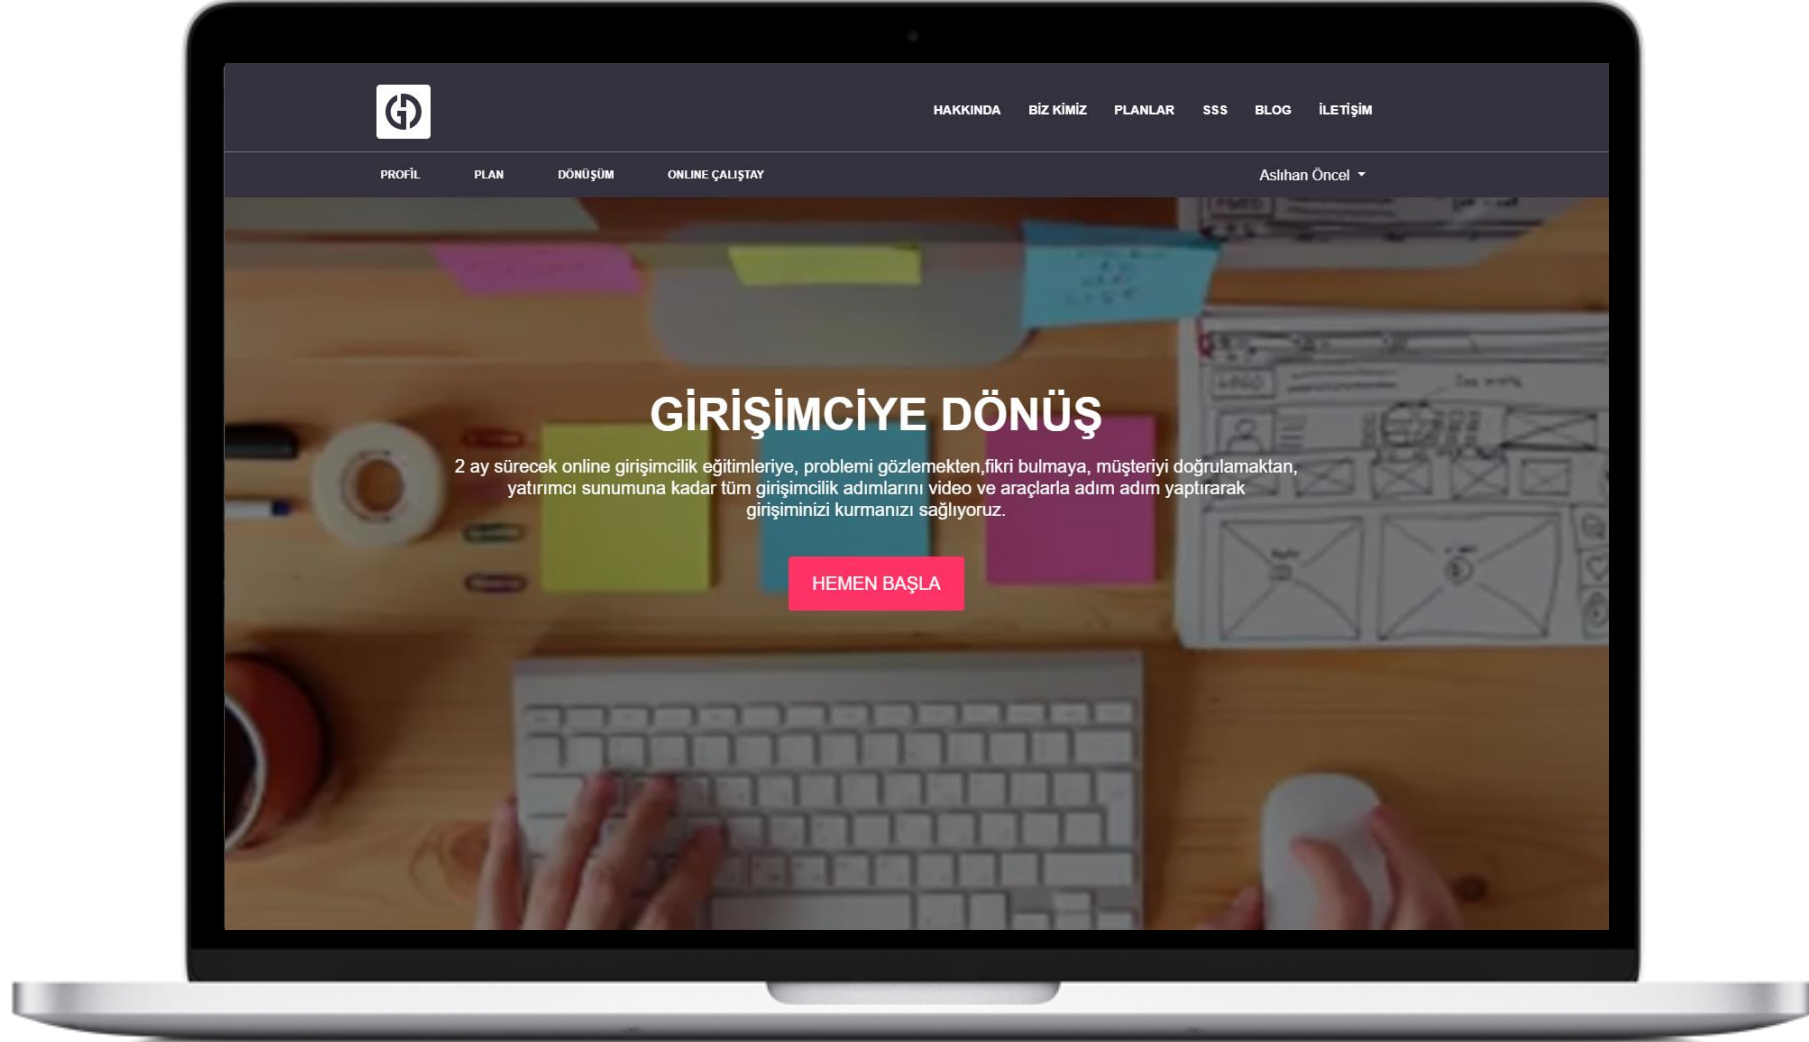 HAKKINDA BİZ KİMİZ PLANLAR SSS BLOG İLETİŞİM
PROFİL PLAN DÖNÜŞÜM ONLINE ÇALIŞTAY Aslıhan Öncel
GİRİŞİMCİYE DÖNÜŞ
2 ay sürecek online girişimcilik eğitimleriye, problemi gözlemekten,fikri bulmaya, müşteriyi doğrulamaktan,
yatırımcı sunumuna kadar tüm girişimcilik adımlarını video ve araçlarla adım adım yaptırarak
girişiminizi kurmanızı sağlıyoruz.
HEMEN BAŞLA